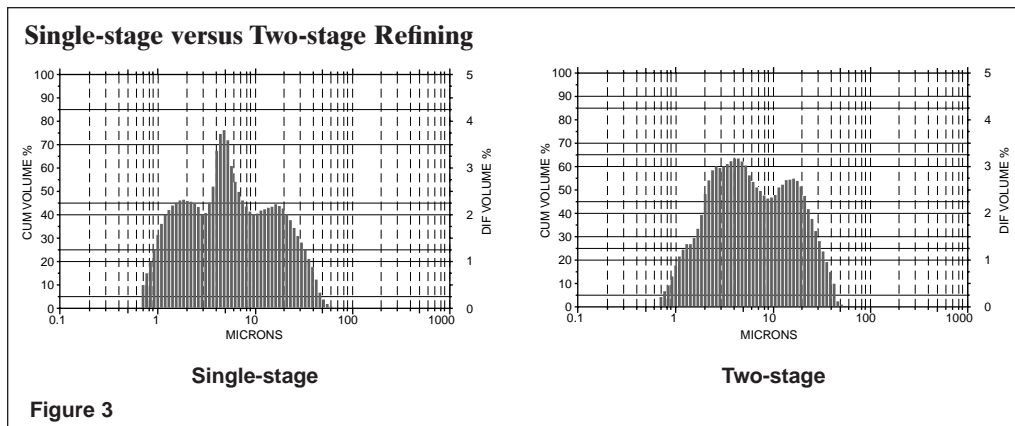 Single-stage versus Two-stage Refining
100
90
80
70
60
50
40
30
20
10
0
CUM VOLUME %
5
4
3
2
1
0
DIF VOLUME %
0.1 1 10 100 1000
MICRONS
Single-stage
100
90
80
70
60
50
40
30
20
10
0
CUM VOLUME %
5
4
3
2
1
0
DIF VOLUME %
0.1 1 10 100 1000
MICRONS
Two-stage
Figure 3